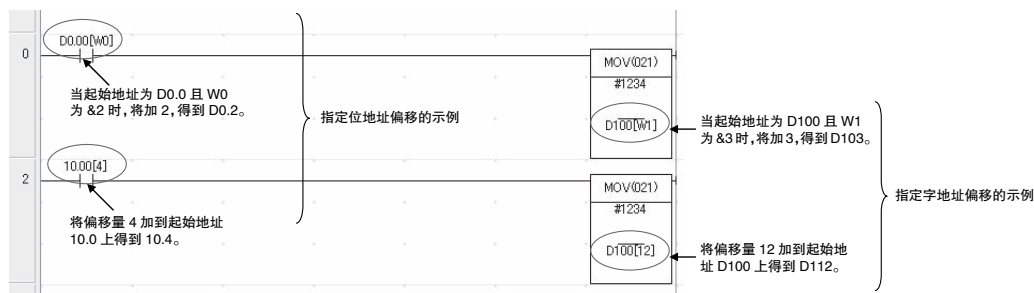 D0.00[W0]
0
MOV(021)
#1234
D100[W1]
当起始地址为 D0.0 且 W0
为 &2 时，将加 2，得到 D0.2。
指定位地址偏移的示例
当起始地址为 D100 且 W1
为 &3 时，将加 3，得到 D103。
10.00[4]
2
MOV(021)
#1234
D100[12]
指定字地址偏移的示例
将偏移量 4 加到起始地址
10.0 上得到 10.4。
将偏移量 12 加到起始地
址 D100 上得到 D112。